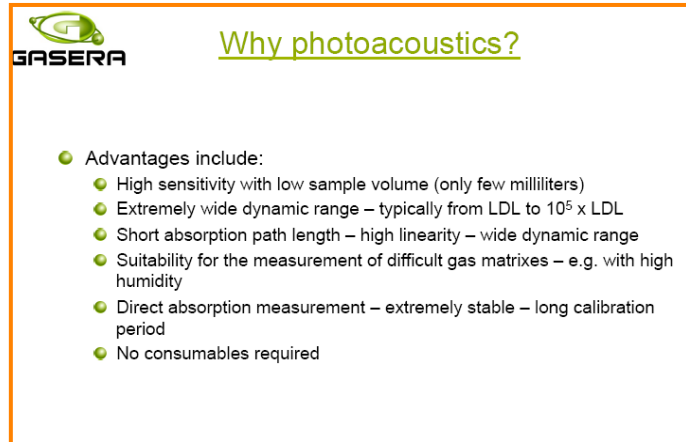 GASERA
Why photoacoustics?
Advantages include:
High sensitivity with low sample volume (only few milliliters)
Extremely wide dynamic range – typically from LDL to 10⁵ x LDL
Short absorption path length – high linearity – wide dynamic range
Suitability for the measurement of difficult gas matrixes – e.g. with high
humidity
Direct absorption measurement – extremely stable – long calibration
period
No consumables required